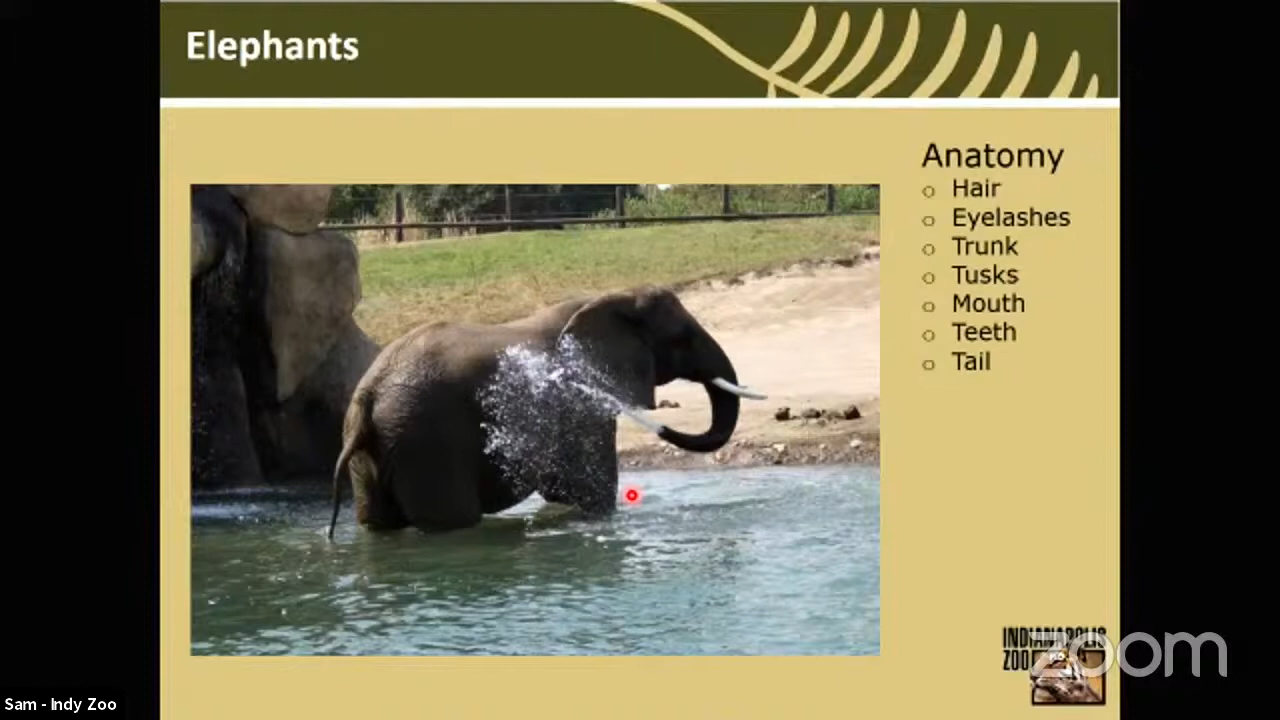 Elephants
Anatomy
o Hair
o Eyelashes
o Trunk
o Tusks
o Mouth
o Teeth
o Tail
INDIANAPOLIS
ZOO
zoom
Sam - Indy Zoo